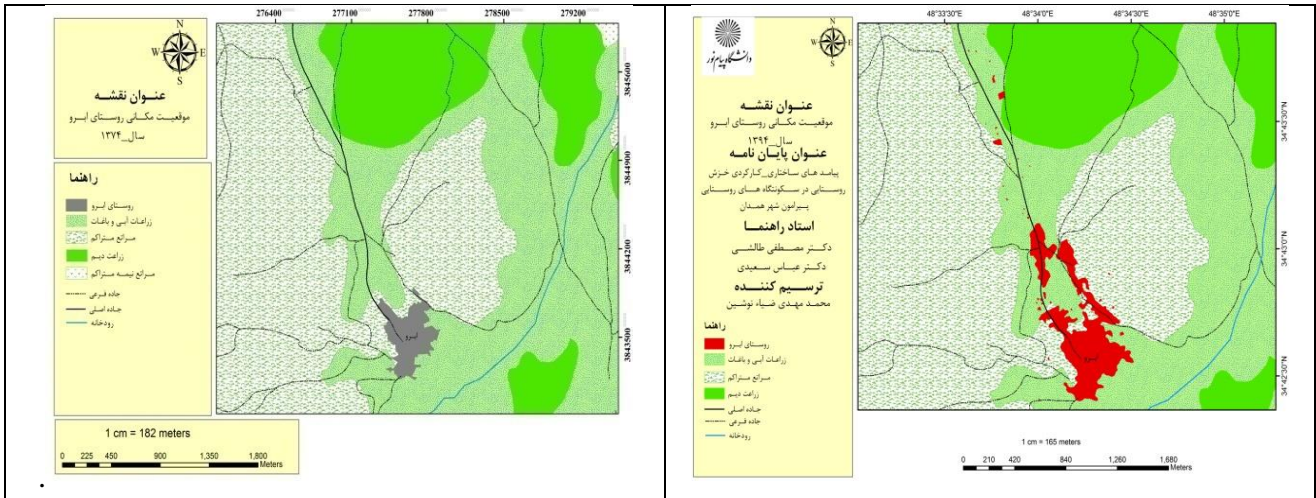 276400 277100 277800 278500 279200
N
W E
S
عنوان نقشه
موقعیت مکانی روستای ابرو
سال_۱۳۷۴
راهنما
روستای ابرو
زراعات آبی و باغات
مراتع متراکم
زراعت دیم
مراتع نیمه متراکم
جاده فرعی
جاده اصلی
رودخانه
3845600
3844900
3844200
3843500
ابرو
1 cm = 182 meters
0 225 450 900 1,350 1,800
Meters
48°33'30"E 48°34'0"E 48°34'30"E 48°35'0"E
دانشگاه پیام نور
N
W E
S
عنوان نقشه
موقعیت مکانی روستای ابرو
سال_۱۳۹۴
عنوان پایان نامه
پیامد های ساختاری_کارکردی خزش
روستایی در سکونتگاه های روستایی
پیرامون شهر همدان
استاد راهنما
دکتر مصطفی طالشی
دکتر عباس سعیدی
ترسیم کننده
محمد مهدی ضیاء نوشین
راهنما
روستای ابرو
زراعات آبی و باغات
مراتع متراکم
زراعت دیم
جاده اصلی
جاده فرعی
رودخانه
34°43'30"N
34°43'0"N
34°42'30"N
ابرو
1 cm = 165 meters
0 210 420 840 1,260 1,680
Meters